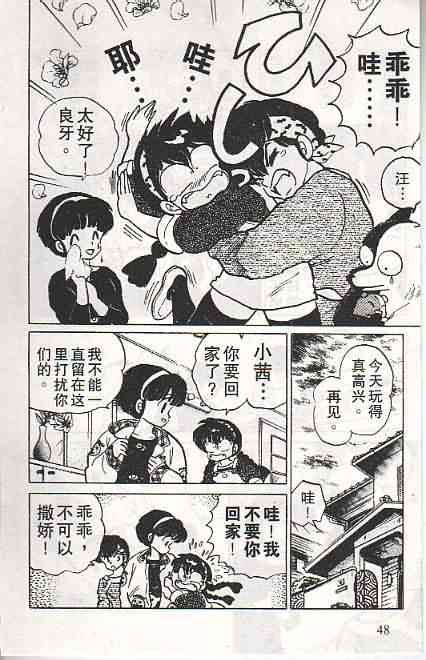 乖乖！
哇……
ひ
し
哇……
耶…
汪…
太好了！
良牙。
今天玩得
真高兴。
再见。
哇！
小茜…
你要回
家了？
我不能一
直留在这
里打扰你
们的。
哇！我
不要你
回家！
乖乖，
不可以
撒娇！
48